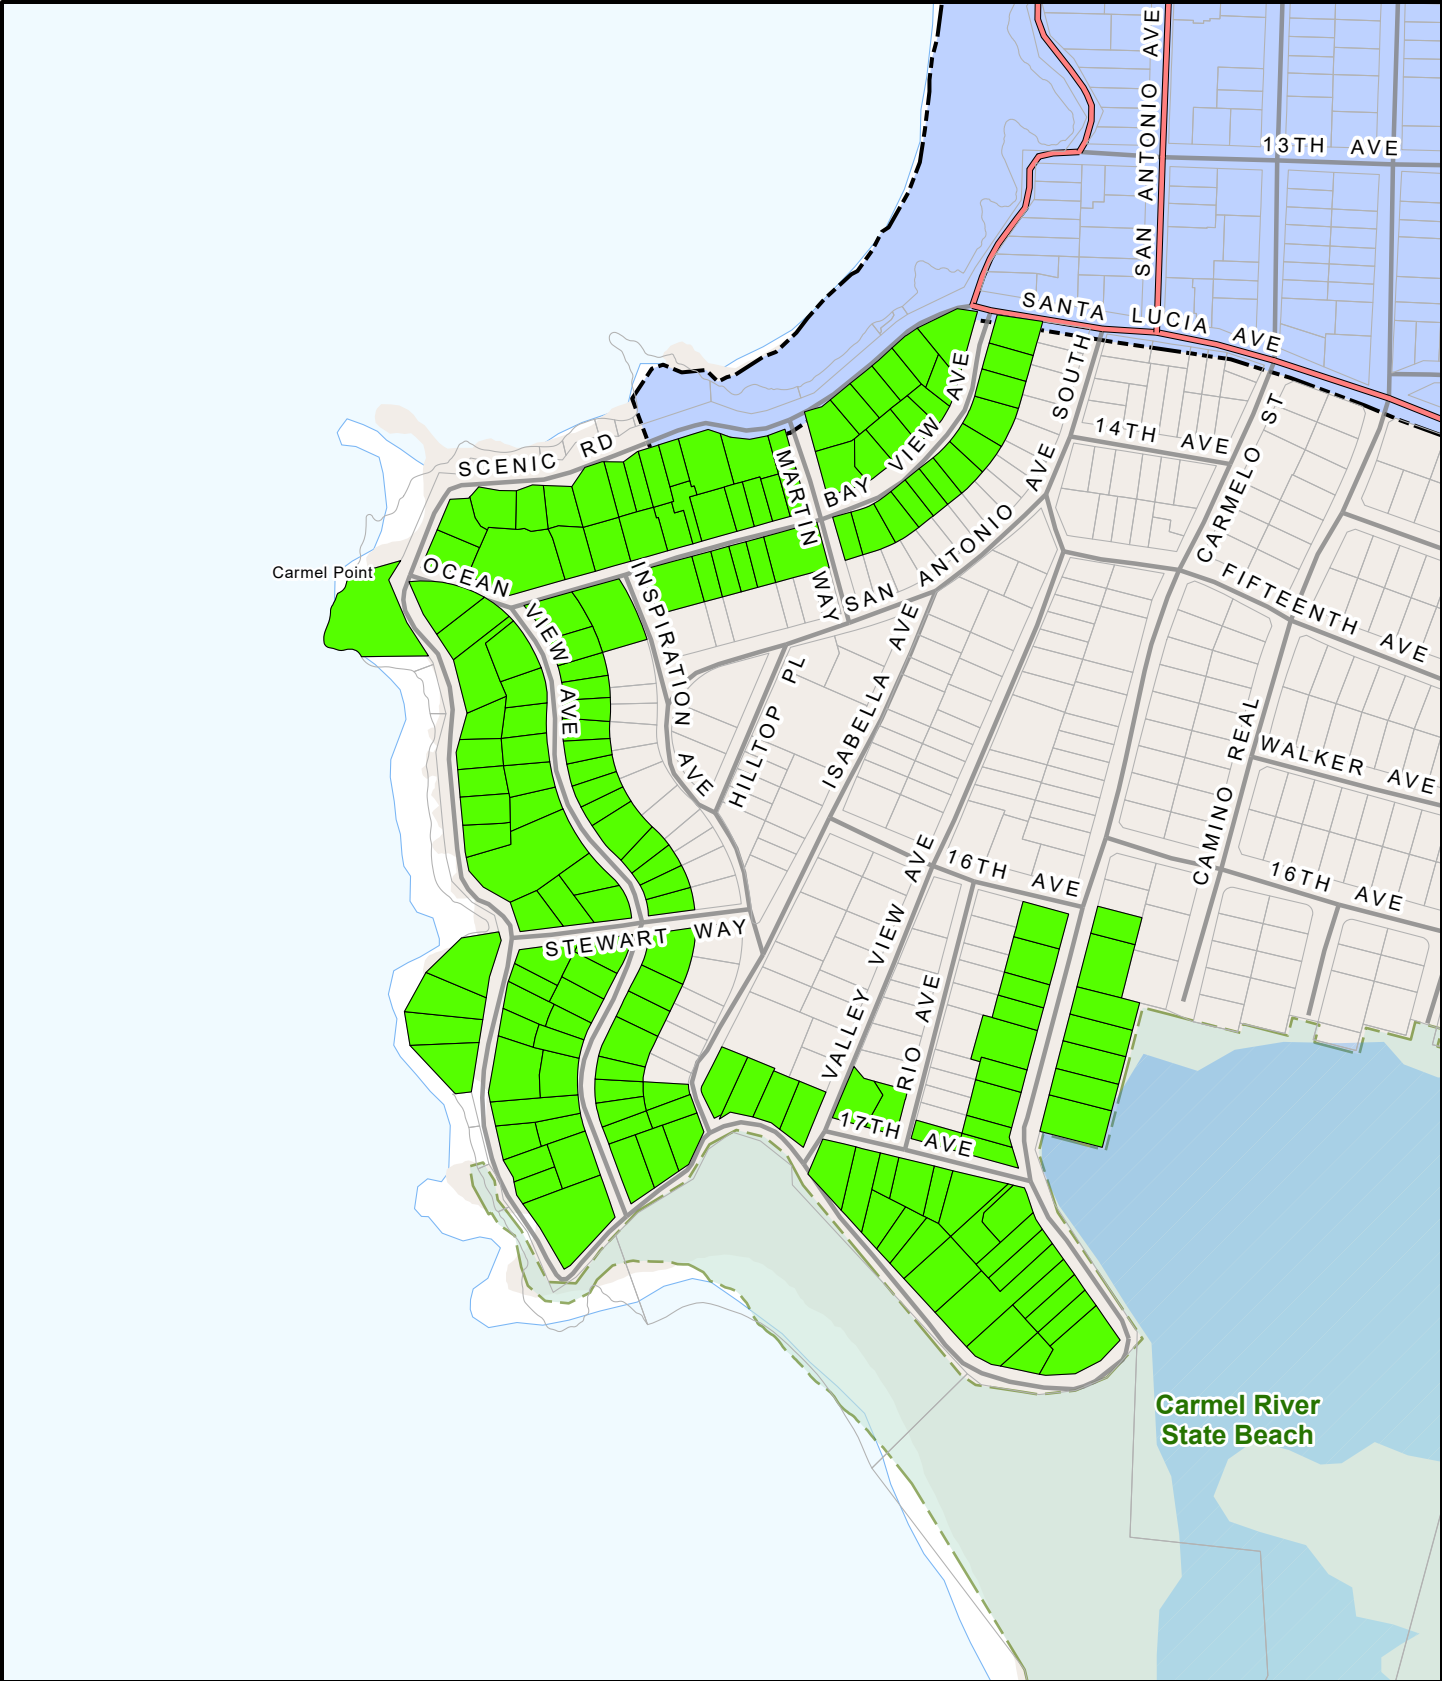 SAN ANTONIO AVE
13TH AVE
SANTA LUCIA AVE
SCENIC RD
MARTIN WAY
BAY VIEW AVE
SAN ANTONIO AVE SOUTH
14TH AVE
CARMELO ST
Carmel Point
OCEAN VIEW AVE
AVE
INSPIRATION AVE
HILLTOP PL
ISABELLA AVE
FIFTEENTH AVE
CAMINO REAL
WALKER AVE
16TH AVE
16TH AVE
STEWART WAY
VALLEY VIEW AVE
RIO AVE
17TH AVE
Carmel River
State Beach